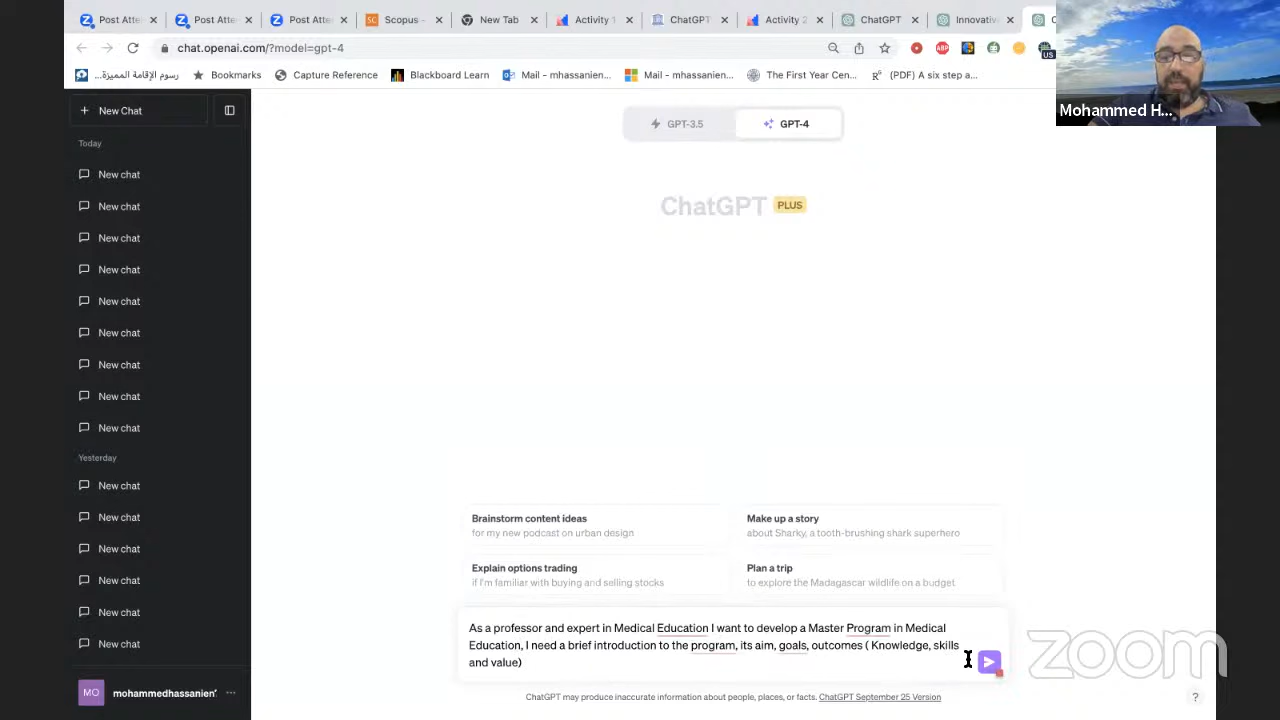 Post Atte
Post Atte
Post Atte
Scopus -
New Tab
Activity 1
ChatGPT
Activity 2
ChatGPT
Innovativ
chat.openai.com/?model=gpt-4
ABP
US
رسوم الإقامة المميزة...
Bookmarks
Capture Reference
Blackboard Learn
Mail – mhassanien...
Mail – mhassanien...
The First Year Cen...
(PDF) A six step a...
Mohammed H...
New Chat
GPT-3.5
GPT-4
Today
New chat
New chat
ChatGPT PLUS
New chat
New chat
New chat
New chat
New chat
New chat
New chat
Yesterday
New chat
New chat
New chat
New chat
New chat
New chat
Brainstorm content ideas
for my new podcast on urban design
Make up a story
about Sharky, a tooth-brushing shark superhero
Explain options trading
if I'm familiar with buying and selling stocks
Plan a trip
to explore the Madagascar wildlife on a budget
As a professor and expert in Medical Education I want to develop a Master Program in Medical
Education, I need a brief introduction to the program, its aim, goals, outcomes ( Knowledge, skills
and value)
zoom
MO
mohammedhassanien'
ChatGPT may produce inaccurate information about people, places, or facts. ChatGPT September 25 Version
?